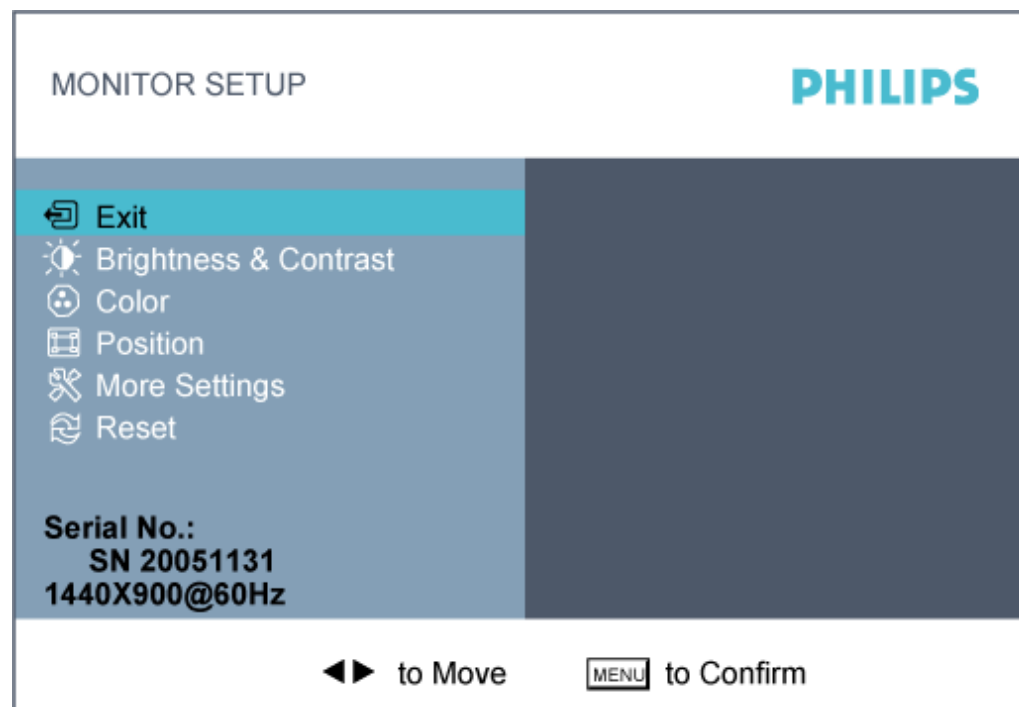 MONITOR SETUP
PHILIPS
Exit
Brightness & Contrast
Color
Position
More Settings
Reset
Serial No.:
SN 20051131
1440X900@60Hz
◀▶ to Move MENU to Confirm